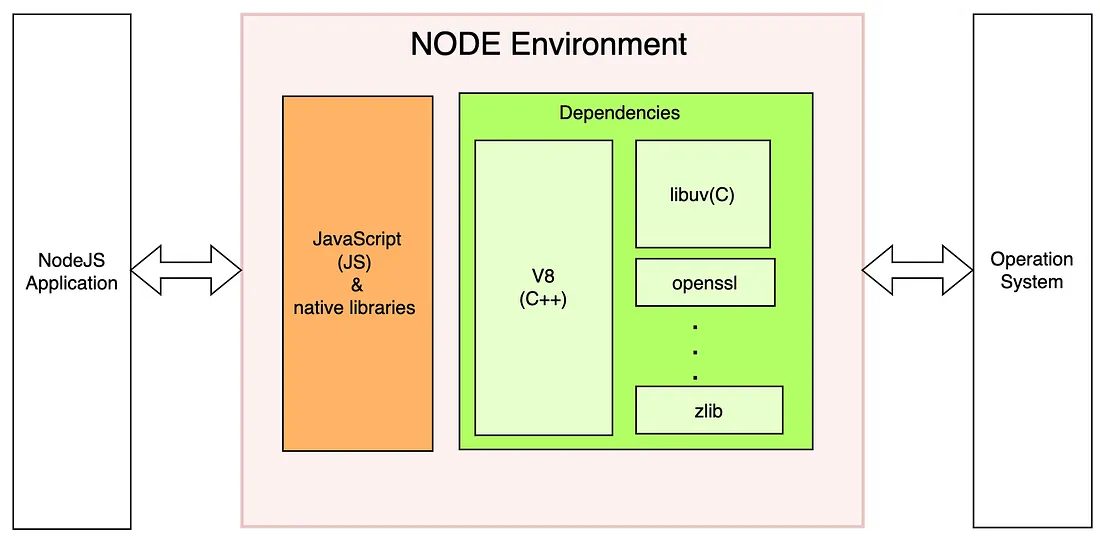 NODE Environment
NodeJS
Application
JavaScript
(JS)
&
native libraries
Dependencies
V8
(C++)
libuv(C)
openssl
.
.
.
zlib
Operation
System